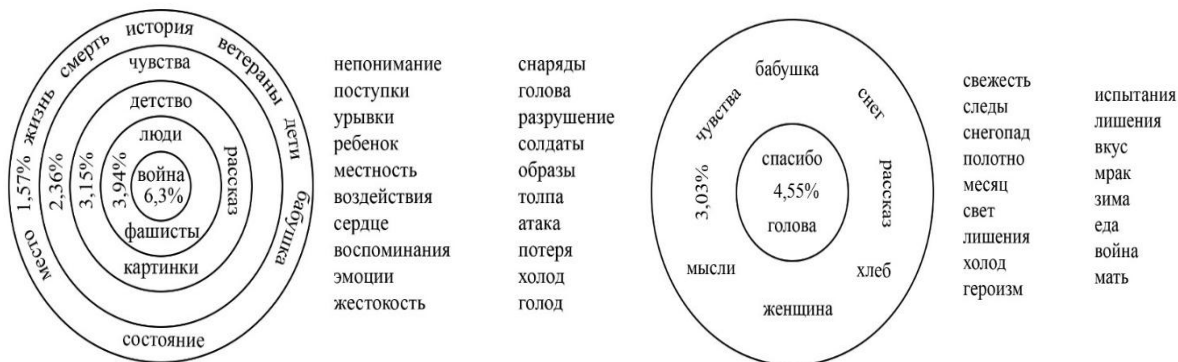 место 1,57% жизнь смерть история ветераны дети бабушка
2,36% чувства
состояние
3,15% детство рассказ
картинки
3,94% люди
фашисты
война
6,3%
непонимание
поступки
урывки
ребенок
местность
воздействия
сердце
воспоминания
эмоции
жестокость
снаряды
голова
разрушение
солдаты
образы
толпа
атака
потеря
холод
голод
бабушка
чувства
снег
3,03%
рассказ
мысли
хлеб
женщина
спасибо
4,55%
голова
свежесть
следы
снегопад
полотно
месяц
свет
лишения
холод
героизм
испытания
лишения
вкус
мрак
зима
еда
война
мать